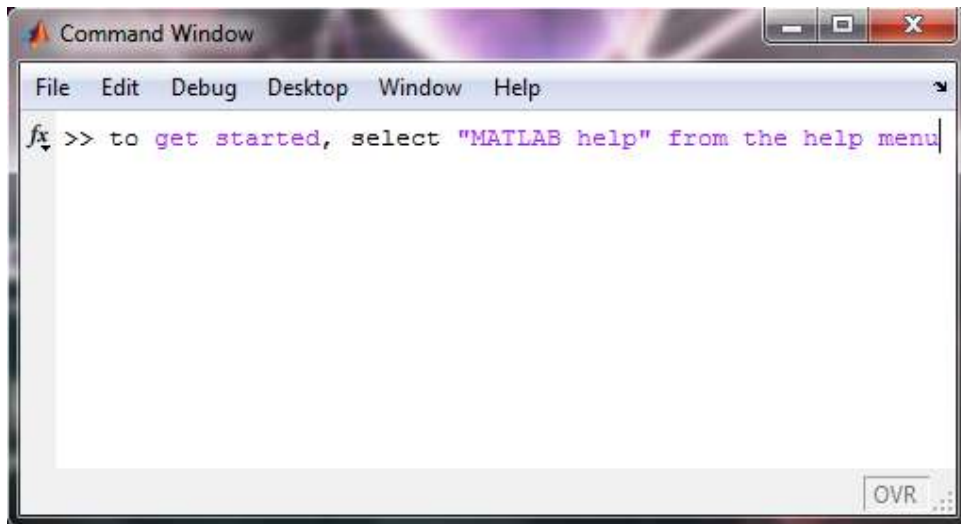 Command Window
File Edit Debug Desktop Window Help
fx >> to get started, select "MATLAB help" from the help menu
OVR